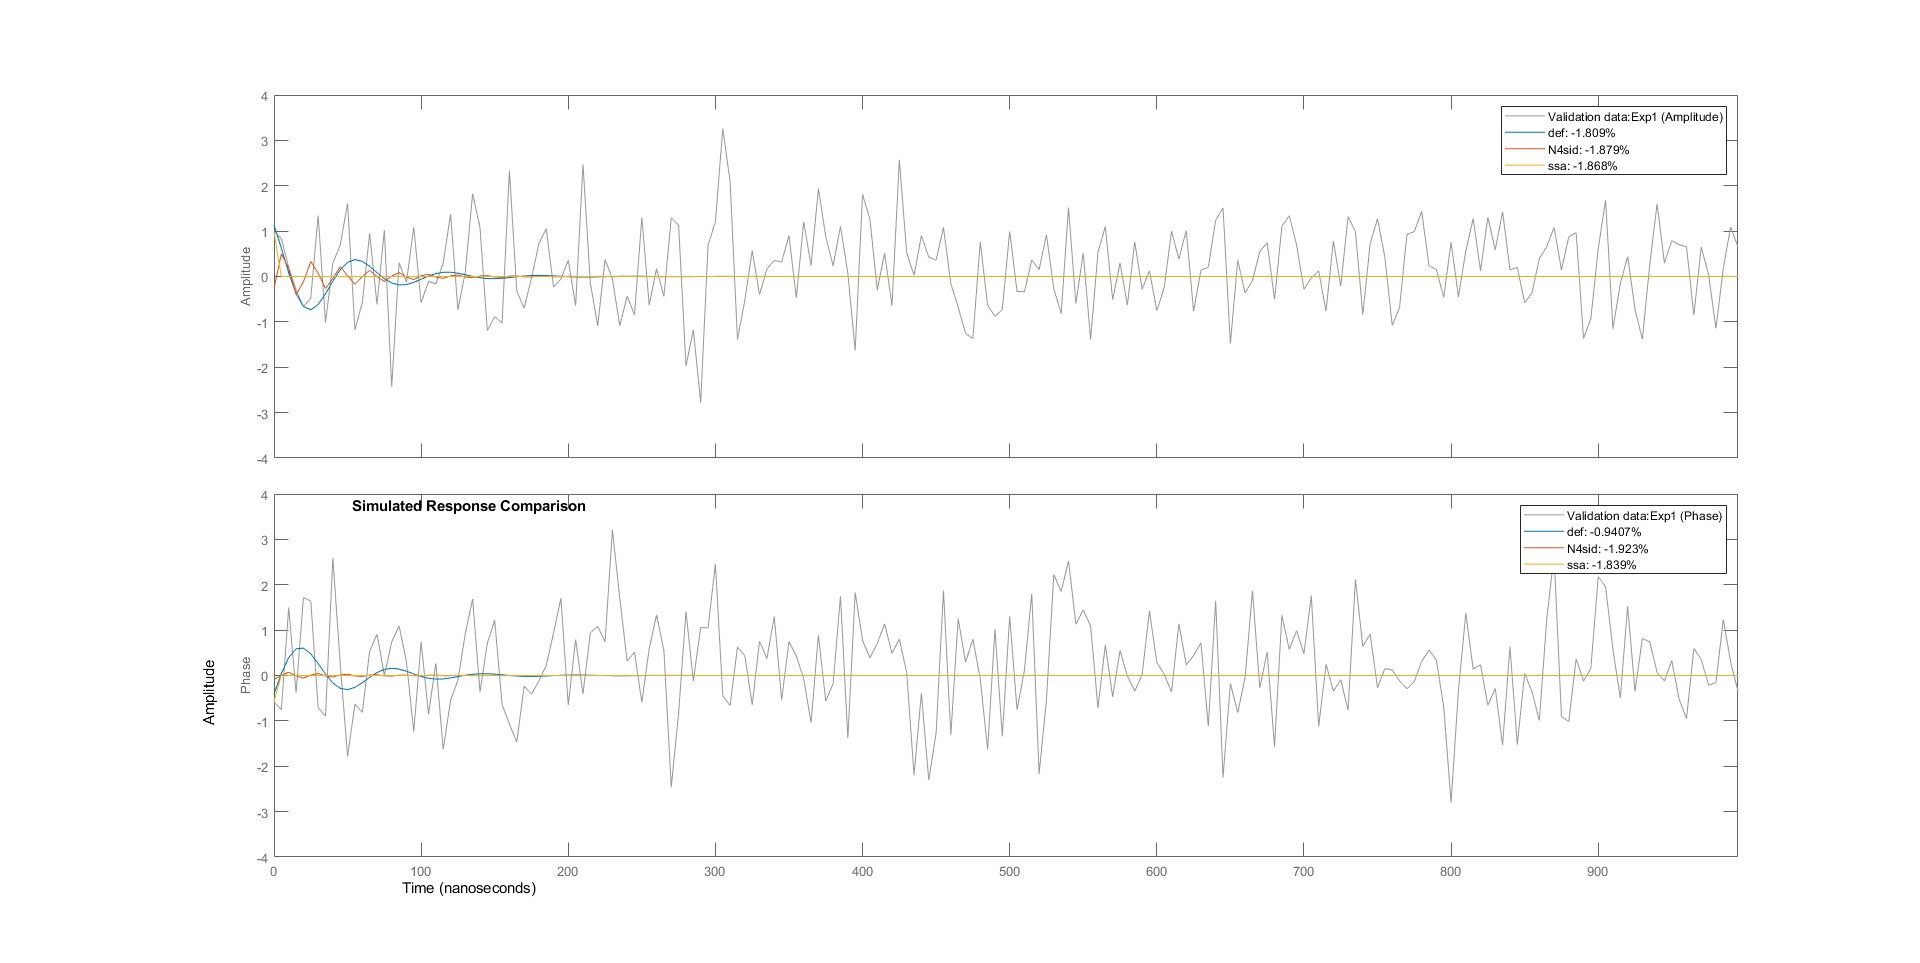 4
3
2
1
0
-1
-2
-3
-4
Amplitude
Validation data:Exp1 (Amplitude)
def: -1.809%
N4sid: -1.879%
ssa: -1.868%
Simulated Response Comparison
4
3
2
1
0
-1
-2
-3
-4
Amplitude
Phase
Validation data:Exp1 (Phase)
def: -0.9407%
N4sid: -1.923%
ssa: -1.839%
0 100 200 300 400 500 600 700 800 900
Time (nanoseconds)